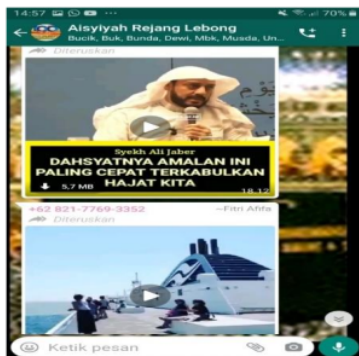 14:57 70%
Aisyiyah Rejang Lebong
Bucik, Buk, Bunda, Dewi, Mbk, Musda, Un...
Diteruskan
Syekh Ali Jaber
DAHSYATNYA AMALAN INI
PALING CEPAT TERKABULKAN
HAJAT KITA
5,7 MB
18.12
+62 821-7769-3352 ~Fitri Afifa
Diteruskan
Ketik pesan